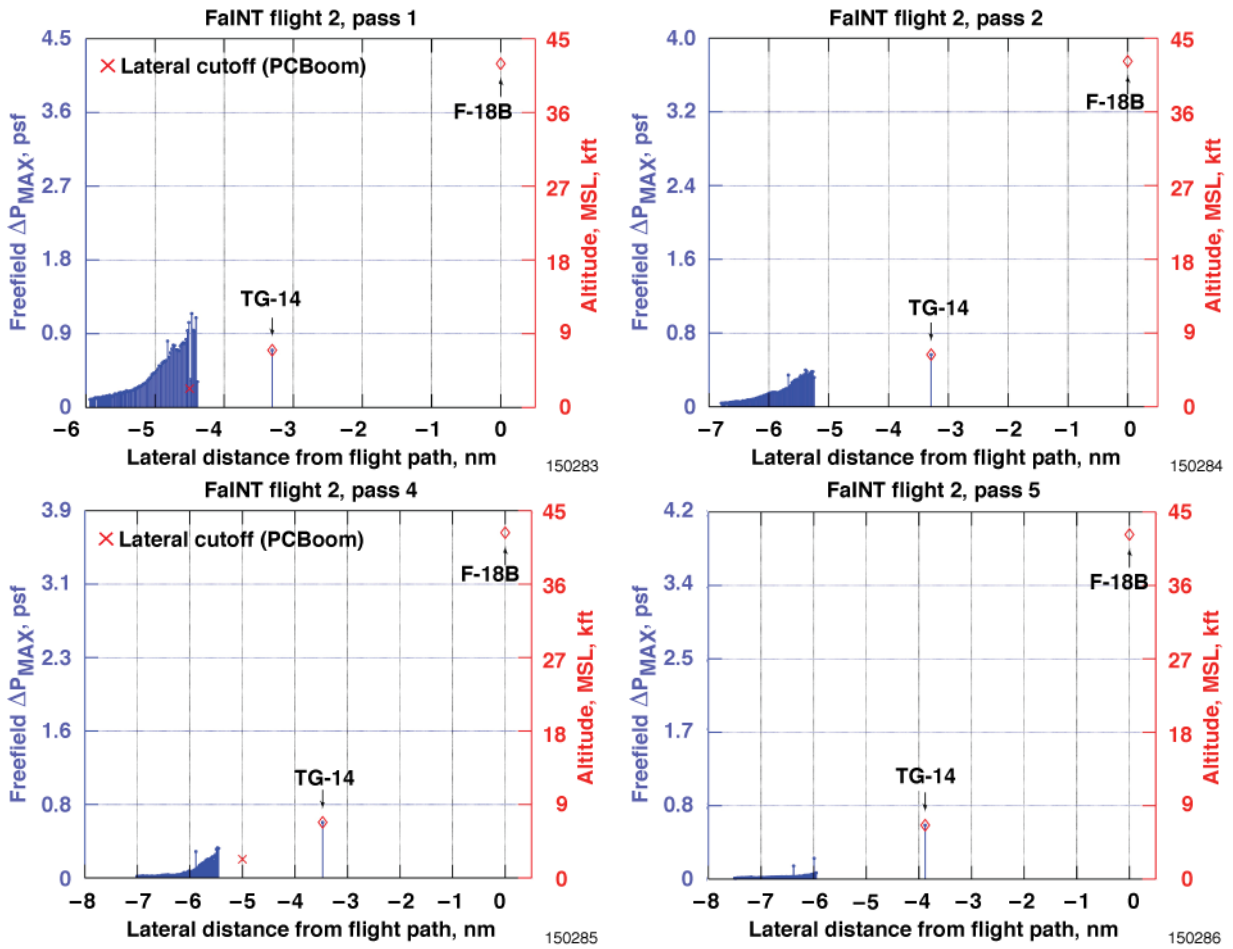 FaINT flight 2, pass 1
4.5
3.6
2.7
1.8
0.9
0
Freefield ΔPMAX, psf
45
36
27
18
9
0
Altitude, MSL, kft
× Lateral cutoff (PCBoom)
F-18B
TG-14
−6 −5 −4 −3 −2 −1 0
Lateral distance from flight path, nm
150283
FaINT flight 2, pass 2
4.0
3.2
2.4
1.6
0.8
0
Freefield ΔPMAX, psf
45
36
27
18
9
0
Altitude, MSL, kft
F-18B
TG-14
−7 −6 −5 −4 −3 −2 −1 0
Lateral distance from flight path, nm
150284
FaINT flight 2, pass 4
3.9
3.1
2.3
1.6
0.8
0
Freefield ΔPMAX, psf
45
36
27
18
9
0
Altitude, MSL, kft
× Lateral cutoff (PCBoom)
F-18B
TG-14
−8 −7 −6 −5 −4 −3 −2 −1 0
Lateral distance from flight path, nm
150285
FaINT flight 2, pass 5
4.2
3.4
2.5
1.7
0.8
0
Freefield ΔPMAX, psf
45
36
27
18
9
0
Altitude, MSL, kft
F-18B
TG-14
−8 −7 −6 −5 −4 −3 −2 −1 0
Lateral distance from flight path, nm
150286